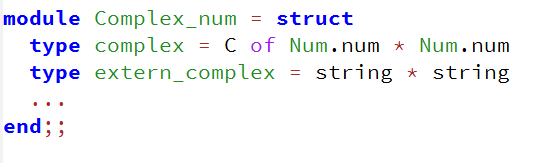 module Complex_num = struct
type complex = C of Num.num * Num.num
type extern_complex = string * string
...
end;;